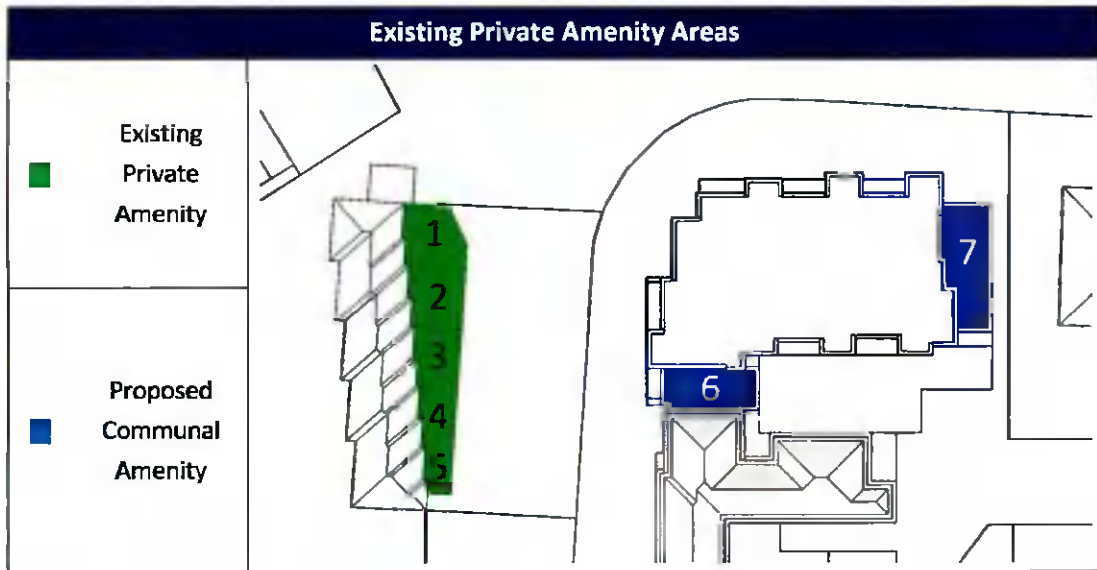 Existing Private Amenity Areas
Existing
Private
Amenity
Proposed
Communal
Amenity
1
2
3
4
5
6
7